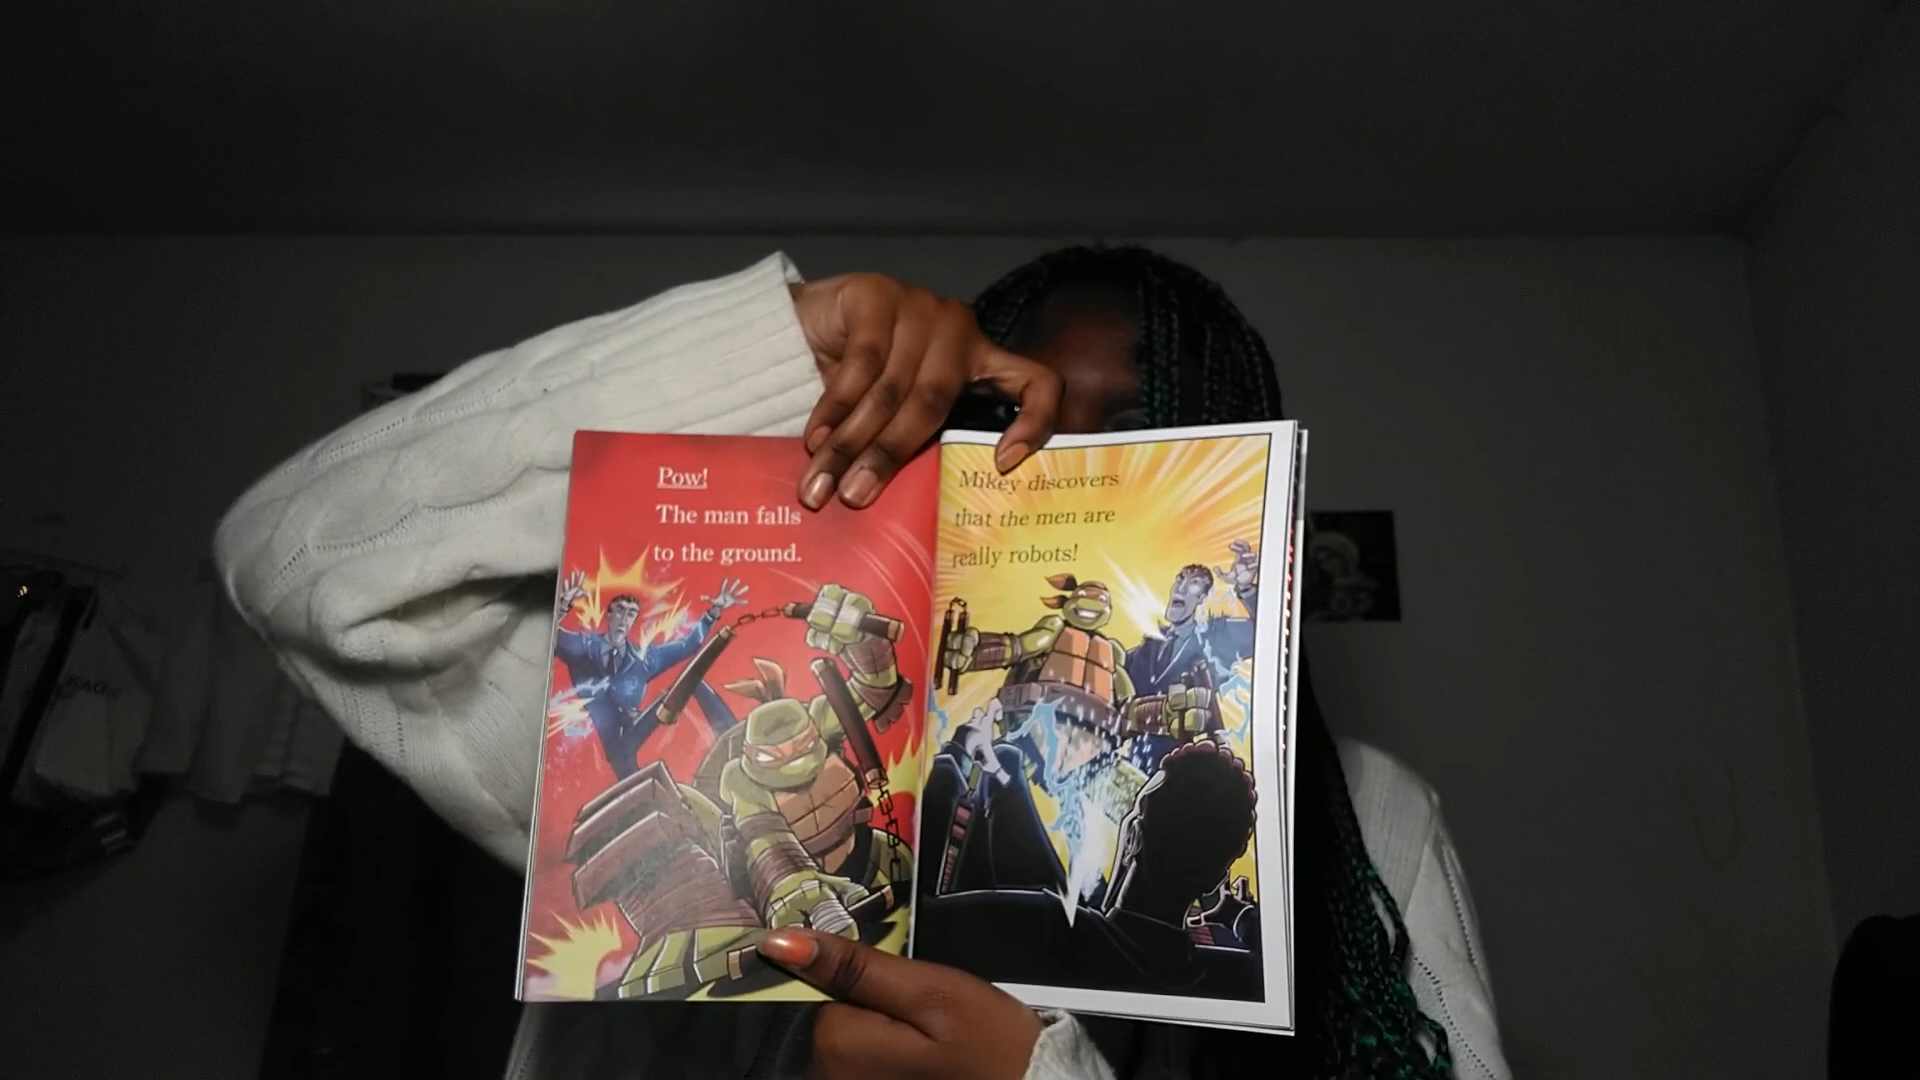 Pow!
The man falls
to the ground.
Mikey discovers
that the men are
really robots!